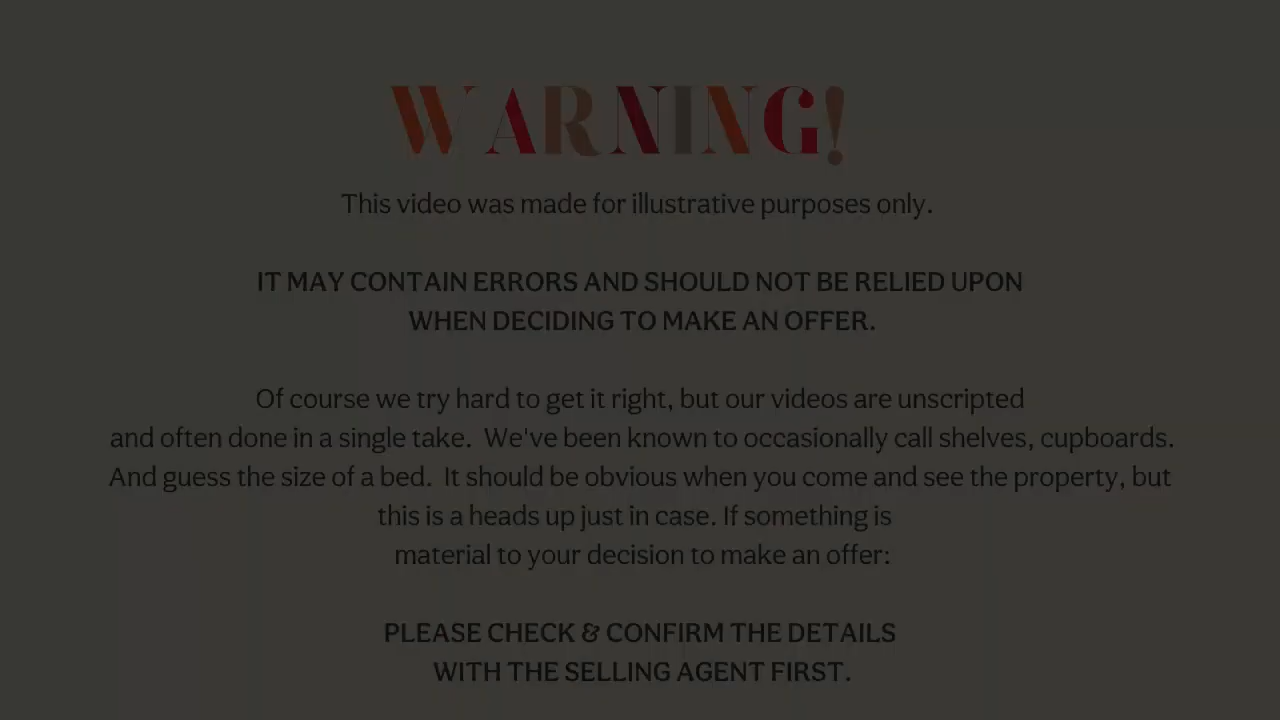 WARNING!
This video was made for illustrative purposes only.
IT MAY CONTAIN ERRORS AND SHOULD NOT BE RELIED UPON
WHEN DECIDING TO MAKE AN OFFER.
Of course we try hard to get it right, but our videos are unscripted
and often done in a single take. We've been known to occasionally call shelves, cupboards.
And guess the size of a bed. It should be obvious when you come and see the property, but
this is a heads up just in case. If something is
material to your decision to make an offer:
PLEASE CHECK & CONFIRM THE DETAILS
WITH THE SELLING AGENT FIRST.